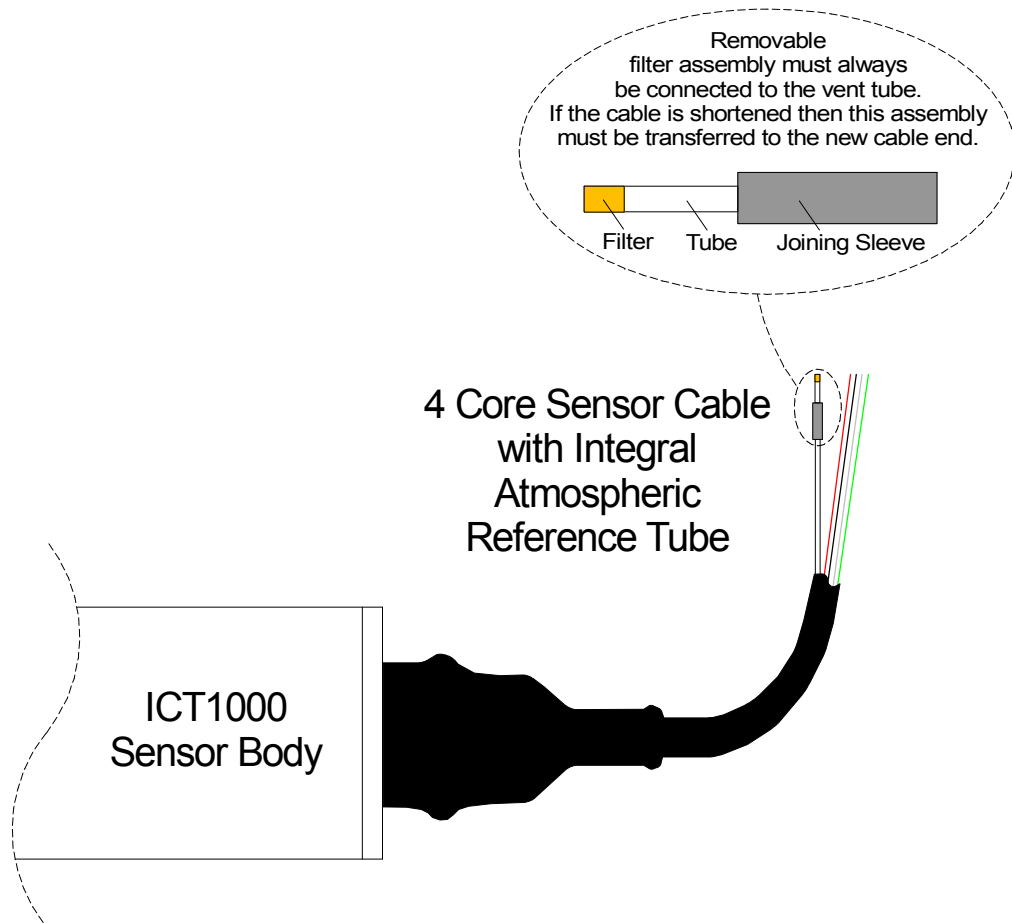 Removable
filter assembly must always
be connected to the vent tube.
If the cable is shortened then this assembly
must be transferred to the new cable end.
Filter
Tube
Joining Sleeve
4 Core Sensor Cable
with Integral
Atmospheric
Reference Tube
ICT1000
Sensor Body